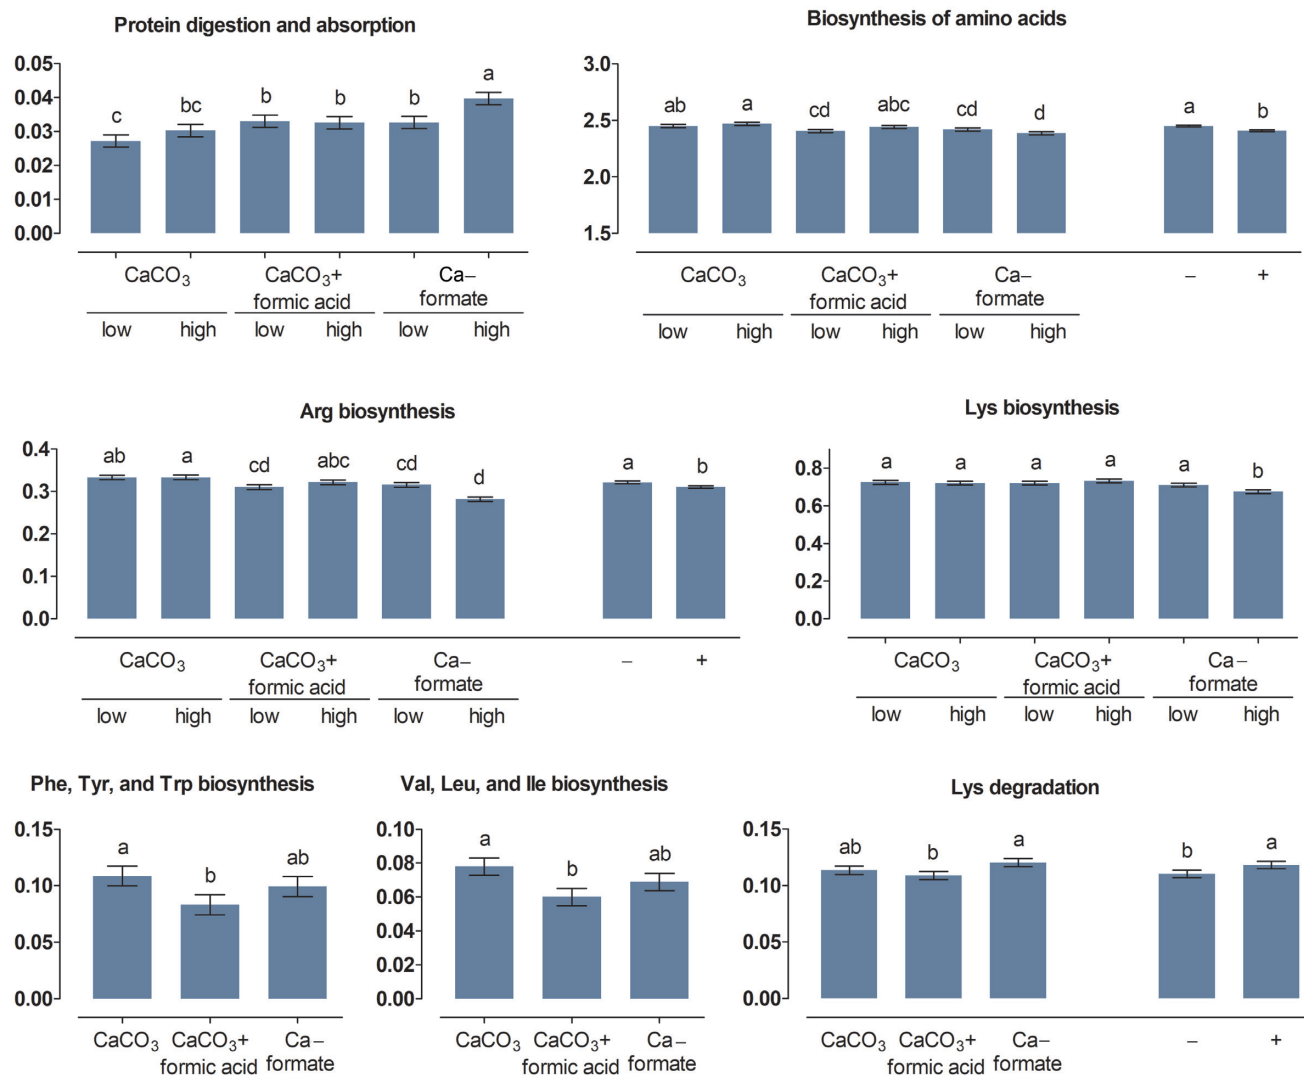 Protein digestion and absorption
0.05
0.04
0.03
0.02
0.01
0.00
c bc b b b a
CaCO3 CaCO3+ formic acid Ca– formate
low high low high low high
Biosynthesis of amino acids
3.0
2.5
2.0
1.5
ab a cd abc cd d a b
CaCO3 CaCO3+ formic acid Ca– formate – +
low high low high low high
Arg biosynthesis
0.4
0.3
0.2
0.1
0.0
ab a cd abc cd d a b
CaCO3 CaCO3+ formic acid Ca– formate – +
low high low high low high
Lys biosynthesis
0.8
0.6
0.4
0.2
0.0
a a a a a b
CaCO3 CaCO3+ formic acid Ca– formate
low high low high low high
Phe, Tyr, and Trp biosynthesis
0.15
0.10
0.05
0.00
a b ab
CaCO3 CaCO3+ formic acid Ca– formate
Val, Leu, and Ile biosynthesis
0.10
0.08
0.06
0.04
0.02
0.00
a b ab
CaCO3 CaCO3+ formic acid Ca– formate
Lys degradation
0.15
0.10
0.05
0.00
ab b a b a
CaCO3 CaCO3+ formic acid Ca– formate – +